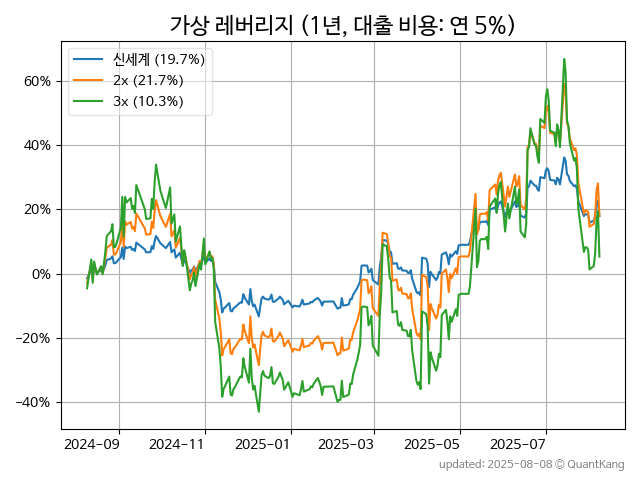 가상 레버리지 (1년, 대출 비용: 연 5%)
신세계 (19.7%)
2x (21.7%)
3x (10.3%)
60%
40%
20%
0%
−20%
−40%
2024-09
2024-11
2025-01
2025-03
2025-05
2025-07
updated: 2025-08-08 © QuantKang